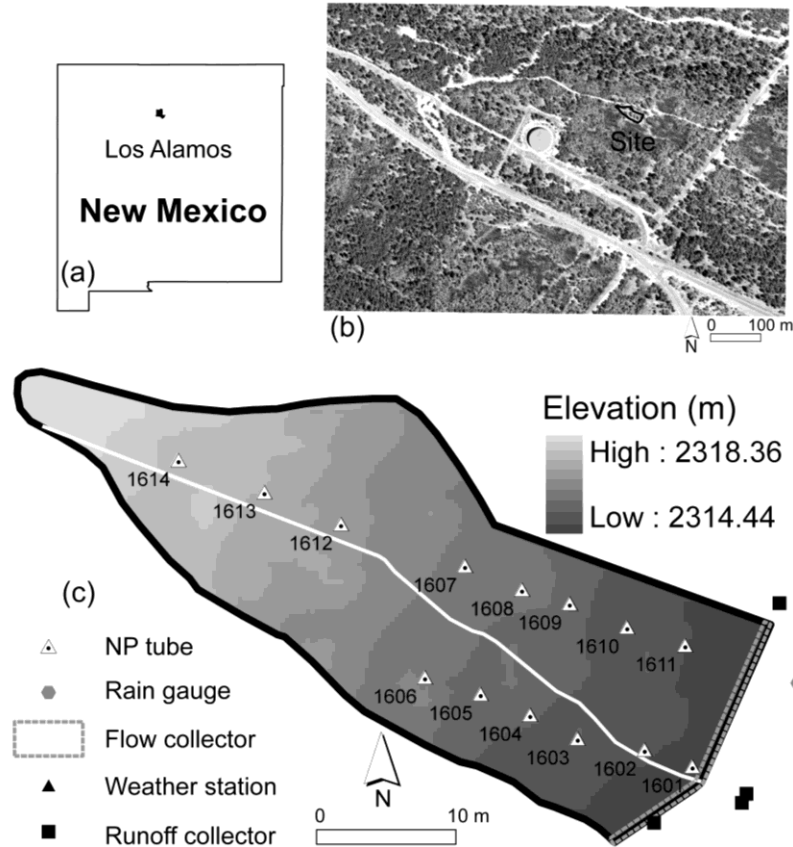 Los Alamos
New Mexico
(a)
Site
(b)
N
0 100 m
Elevation (m)
High : 2318.36
Low : 2314.44
1614
1613
1612
1607
1608
1609
1610
1611
1606
1605
1604
1603
1602
1601
(c)
NP tube
Rain gauge
Flow collector
Weather station
Runoff collector
N
0 10 m